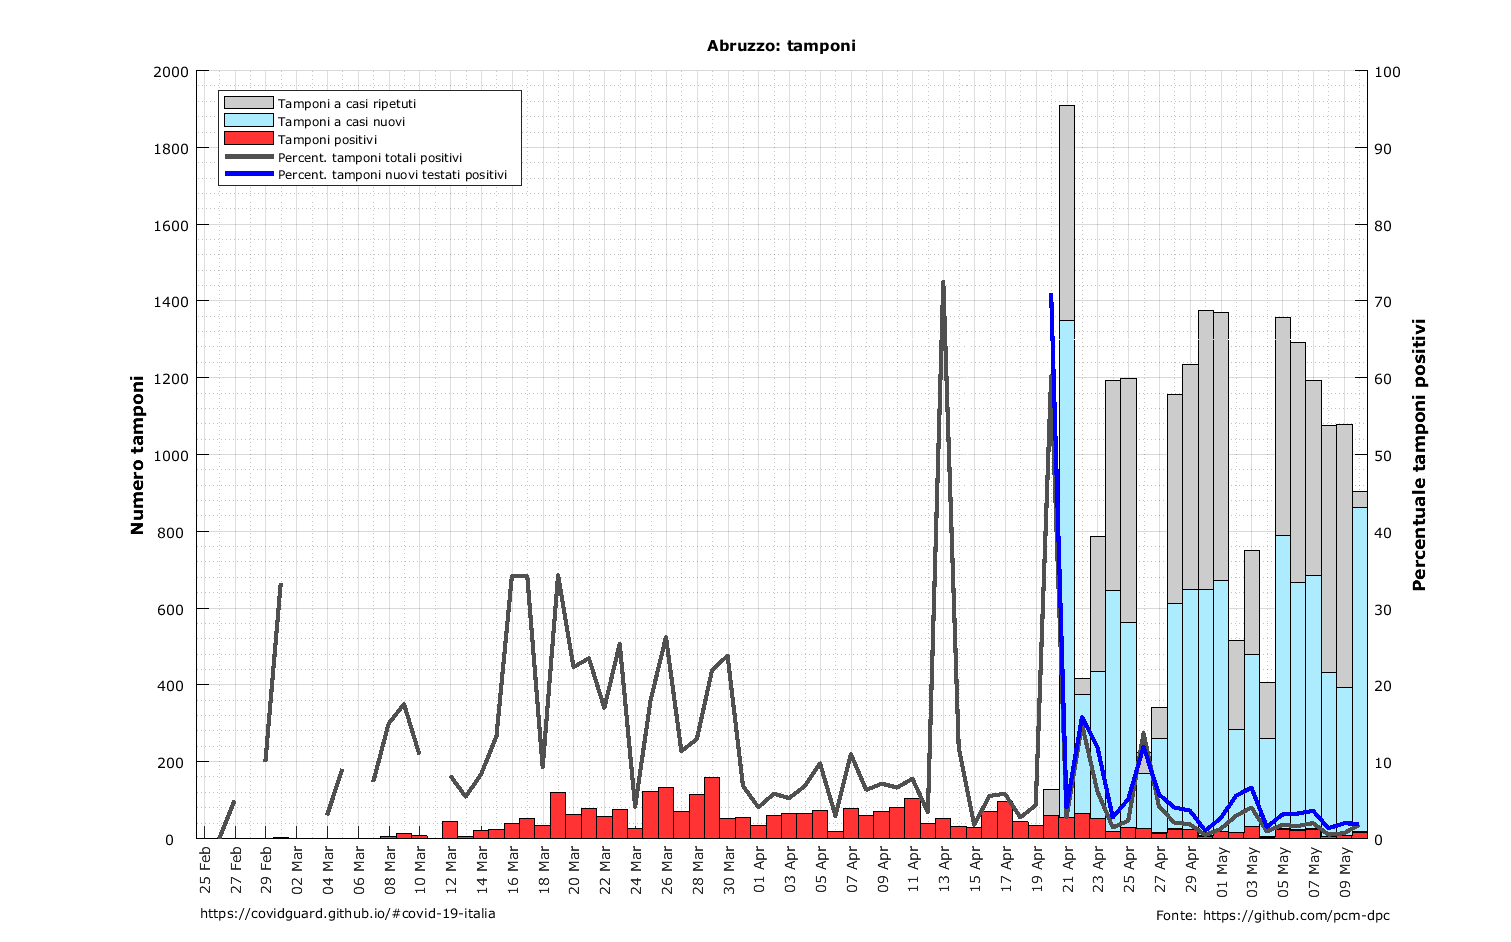 Abruzzo: tamponi
Tamponi a casi ripetuti
Tamponi a casi nuovi
Tamponi positivi
Percent. tamponi totali positivi
Percent. tamponi nuovi testati positivi
Numero tamponi
2000
1800
1600
1400
1200
1000
800
600
400
200
0
100
90
80
70
60
50
40
30
20
10
0
Percentuale tamponi positivi
25 Feb
27 Feb
29 Feb
02 Mar
04 Mar
06 Mar
08 Mar
10 Mar
12 Mar
14 Mar
16 Mar
18 Mar
20 Mar
22 Mar
24 Mar
26 Mar
28 Mar
30 Mar
01 Apr
03 Apr
05 Apr
07 Apr
09 Apr
11 Apr
13 Apr
15 Apr
17 Apr
19 Apr
21 Apr
23 Apr
25 Apr
27 Apr
29 Apr
01 May
03 May
05 May
07 May
09 May
https://covidguard.github.io/#covid-19-italia
Fonte: https://github.com/pcm-dpc